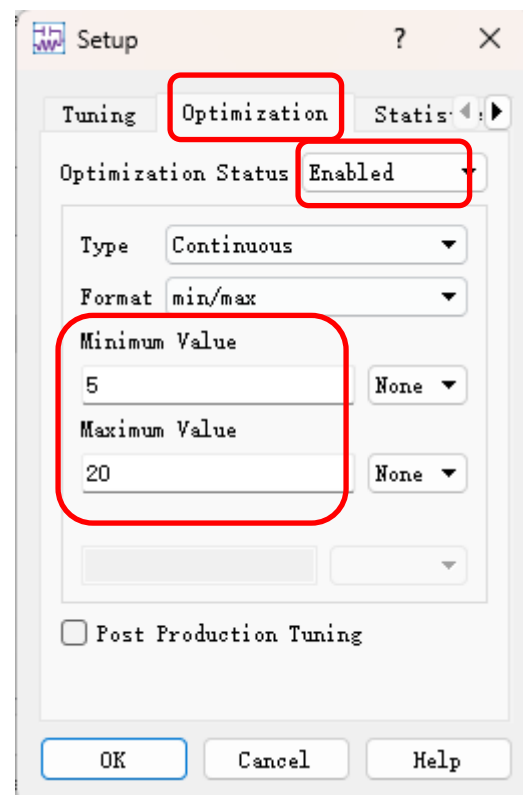 Setup
Tuning Optimization Statis
Optimization Status Enabled
Type Continuous
Format min/max
Minimum Value
5 None
Maximum Value
20 None
Post Production Tuning
OK Cancel Help